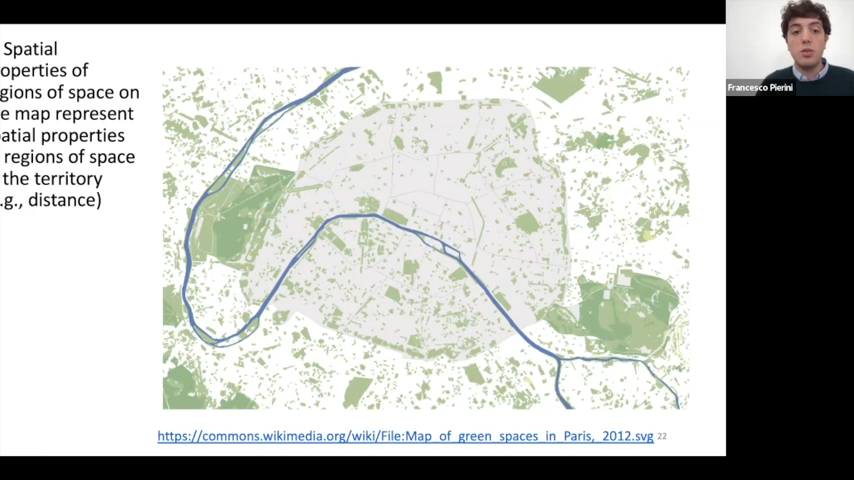 Spatial
operties of
gions of space on
e map represent
patial properties
regions of space
the territory
.g., distance)
https://commons.wikimedia.org/wiki/File:Map_of_green_spaces_in_Paris,_2012.svg 22
Francesco Pierini